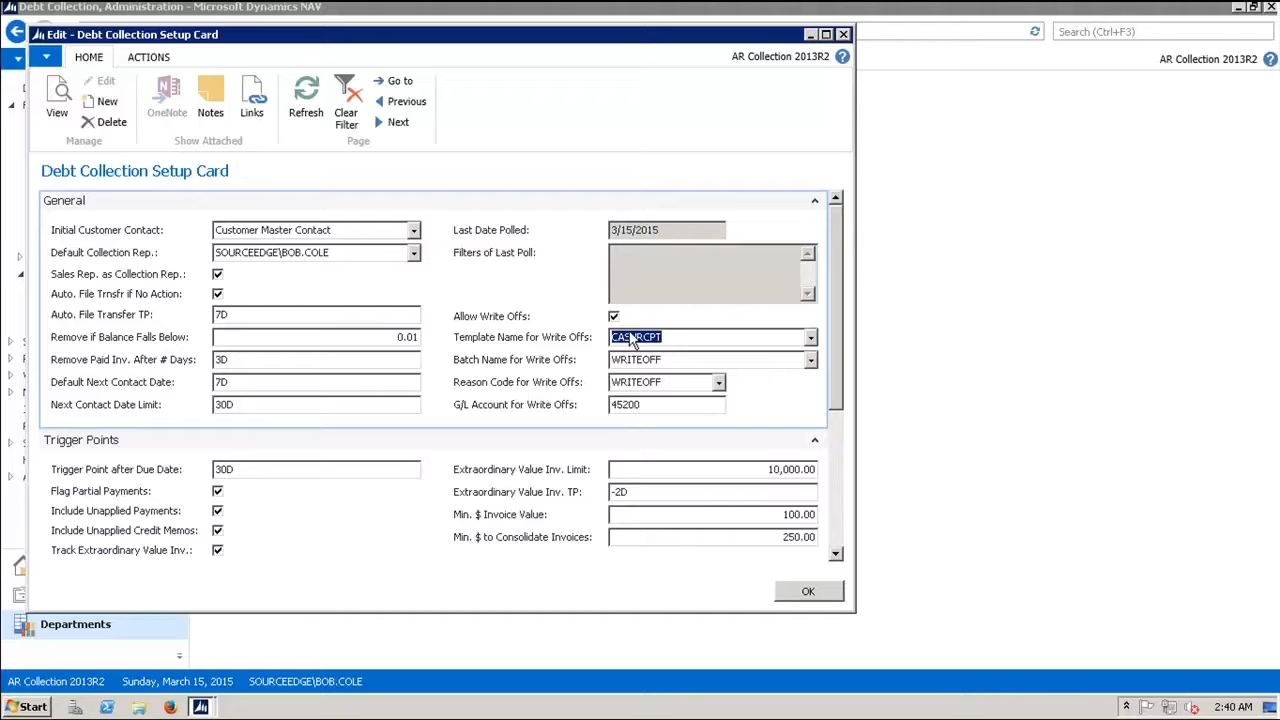 Debt Collection, Administration - Microsoft Dynamics NAV
Search (Ctrl+F3)
AR Collection 2013R2
Edit - Debt Collection Setup Card
HOME
ACTIONS
AR Collection 2013R2
View
Edit
New
Delete
Manage
OneNote
Notes
Links
Show Attached
Refresh
Clear Filter
Go to
Previous
Next
Page
Debt Collection Setup Card
General
Initial Customer Contact: Customer Master Contact
Default Collection Rep.: SOURCEEDGE\BOB.COLE
Sales Rep. as Collection Rep.:
Auto. File Trnsfr if No Action:
Auto. File Transfer TP: 7D
Remove if Balance Falls Below: 0.01
Remove Paid Inv. After # Days: 3D
Default Next Contact Date: 7D
Next Contact Date Limit: 30D
Last Date Polled: 3/15/2015
Filters of Last Poll:
Allow Write Offs:
Template Name for Write Offs:
Batch Name for Write Offs: WRITEOFF
Reason Code for Write Offs: WRITEOFF
G/L Account for Write Offs: 45200
Trigger Points
Trigger Point after Due Date: 30D
Flag Partial Payments:
Include Unapplied Payments:
Include Unapplied Credit Memos:
Track Extraordinary Value Inv.:
Extraordinary Value Inv. Limit: 10,000.00
Extraordinary Value Inv. TP: -2D
Min. $ Invoice Value: 100.00
Min. $ to Consolidate Invoices: 250.00
OK
Departments
AR Collection 2013R2
Sunday, March 15, 2015
SOURCEEDGE\BOB.COLE
Start
2:40 AM